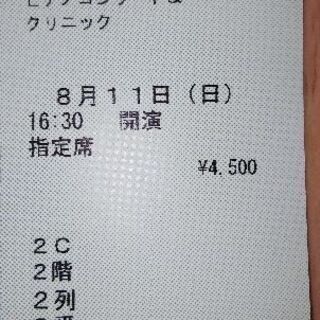 クリニック
８月１１日（日）
16:30 開演
指定席
¥4,500
２Ｃ
２階
２列